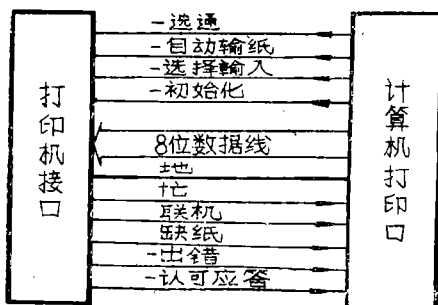 -选通
-自动输纸
-选择输入
-初始化
打印机接口
8位数据线
地
忙
联机
缺纸
-出错
-认可应答
计算机打印口